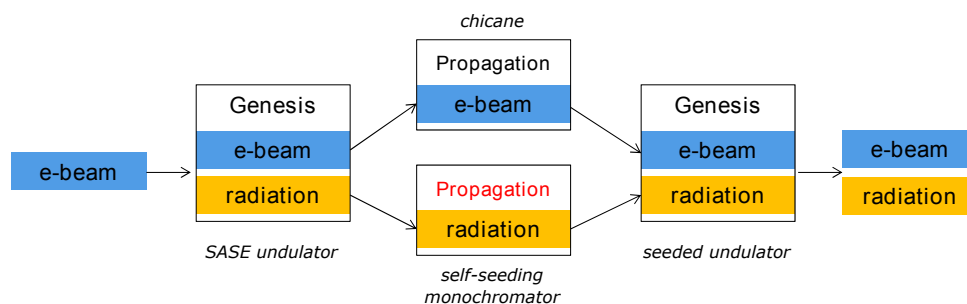 chicane
Propagation
e-beam
Genesis
e-beam
radiation
SASE undulator
e-beam
Propagation
radiation
self-seeding
monochromator
Genesis
e-beam
radiation
seeded undulator
e-beam
radiation